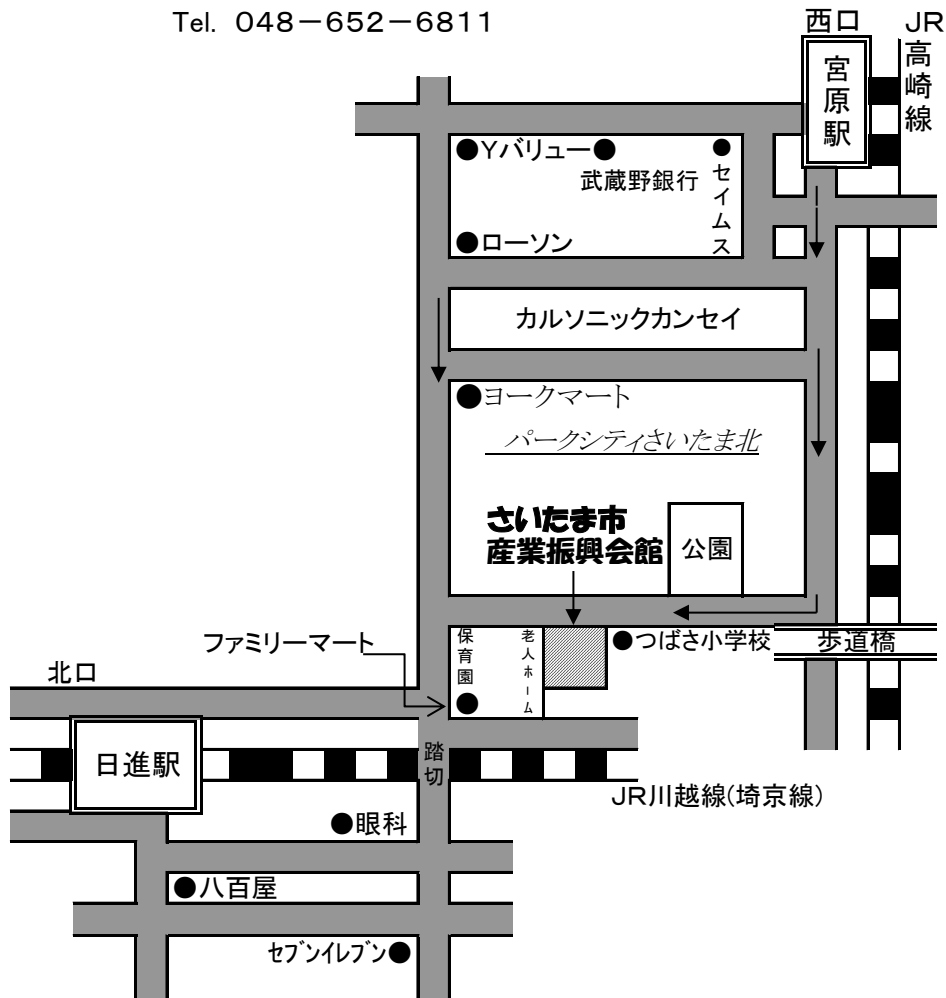 Tel. 048－652－6811
西口
JR高崎線
宮原駅
●Yバリュー●
武蔵野銀行
●セイムス
●ローソン
カルソニックカンセイ
●ヨークマート
パークシティさいたま北
さいたま市
産業振興会館
公園
ファミリーマート
保育園
老人ホーム
●つばさ小学校
歩道橋
北口
日進駅
踏切
JR川越線(埼京線)
●眼科
●八百屋
セブンイレブン●